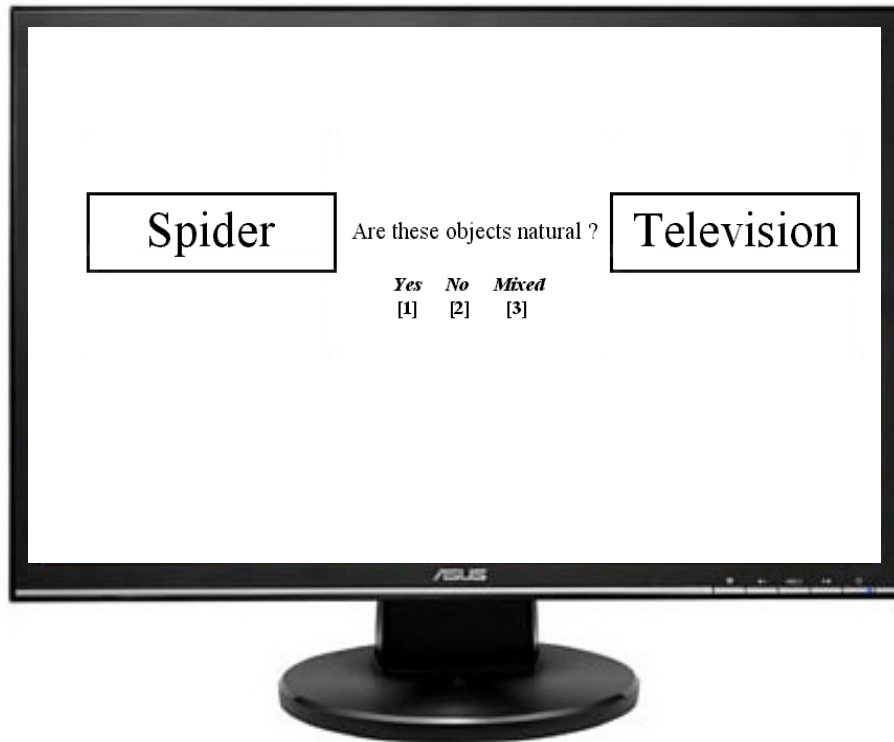 Spider
Are these objects natural ?
Television
Yes No Mixed
[1] [2] [3]
ASUS